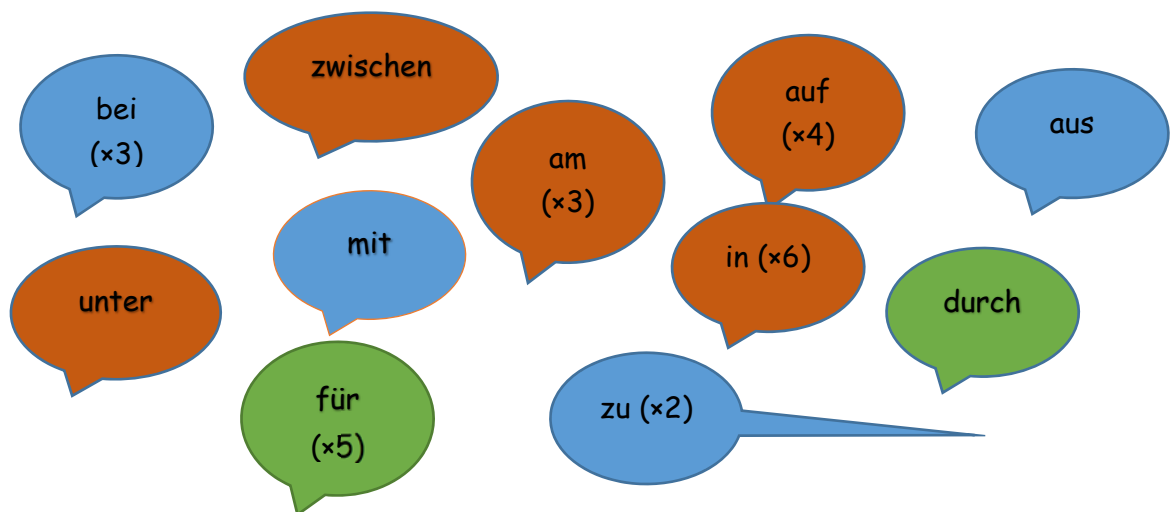 zwischen
bei
(×3)
auf
(×4)
aus
am
(×3)
mit
in (×6)
unter
durch
für
(×5)
zu (×2)